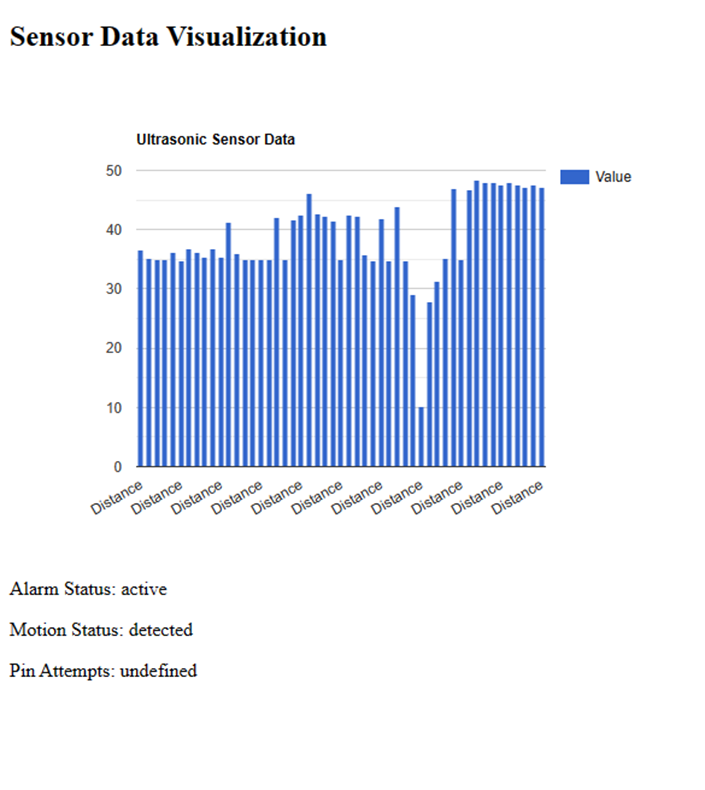 Sensor Data Visualization
Ultrasonic Sensor Data
Value
50
40
30
20
10
0
Distance
Distance
Distance
Distance
Distance
Distance
Distance
Distance
Distance
Distance
Distance
Alarm Status: active
Motion Status: detected
Pin Attempts: undefined